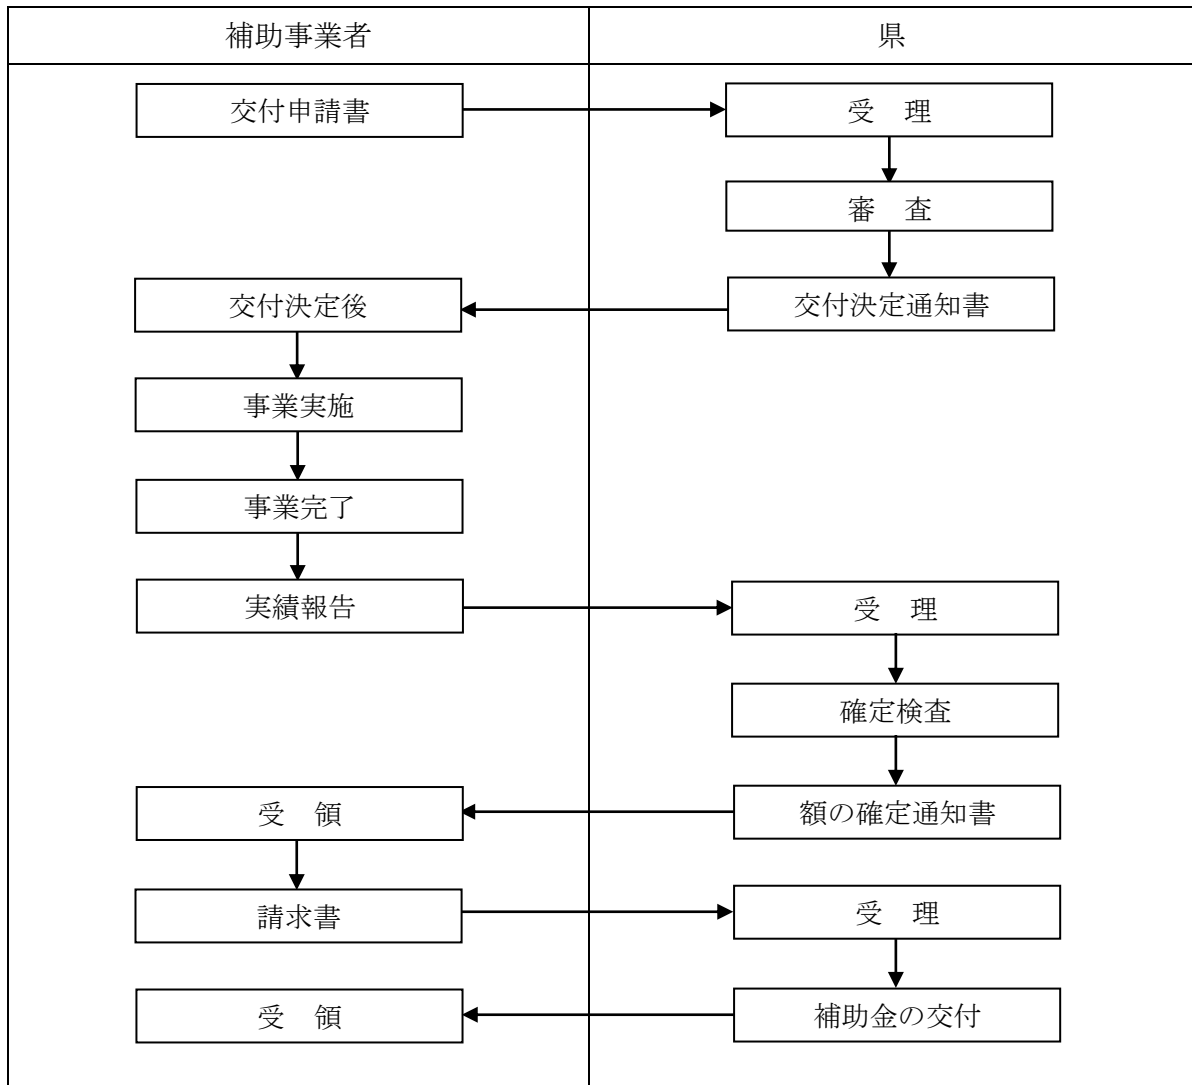 補助事業者
県
交付申請書
受　理
審　査
交付決定後
交付決定通知書
事業実施
事業完了
実績報告
受　理
確定検査
受　領
額の確定通知書
請求書
受　理
受　領
補助金の交付